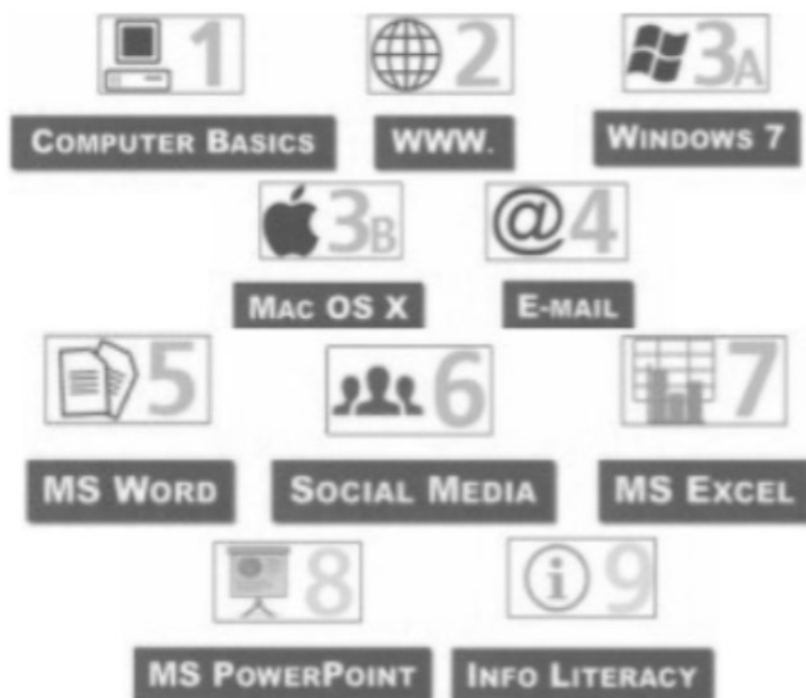 1 2 3A
COMPUTER BASICS WWW. WINDOWS 7
3B @4
MAC OS X E-MAIL
5 6 7
MS WORD SOCIAL MEDIA MS EXCEL
8 i 9
MS POWERPOINT INFO LITERACY